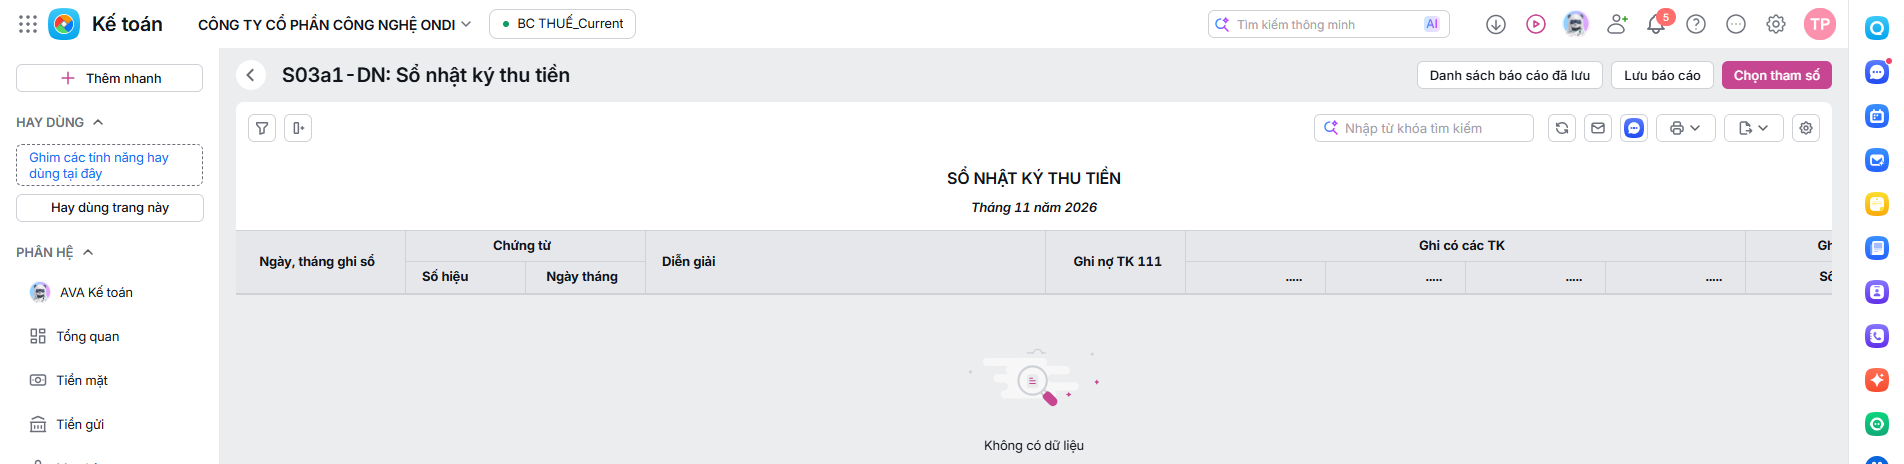 Kế toán
CÔNG TY CỔ PHẦN CÔNG NGHỆ ONDI
BC THUẾ_Current
Tìm kiếm thông minh
AI
5
TP
Thêm nhanh
S03a1-DN: Sổ nhật ký thu tiền
Danh sách báo cáo đã lưu
Lưu báo cáo
Chọn tham số
HAY DÙNG
Ghim các tính năng hay
dùng tại đây
Hay dùng trang này
PHÂN HỆ
AVA Kế toán
Tổng quan
Tiền mặt
Tiền gửi
Nhập từ khóa tìm kiếm
SỔ NHẬT KÝ THU TIỀN
Tháng 11 năm 2026
Ngày, tháng ghi sổ
Chứng từ
Số hiệu
Ngày tháng
Diễn giải
Ghi nợ TK 111
Ghi có các TK
.....
.....
.....
.....
Không có dữ liệu